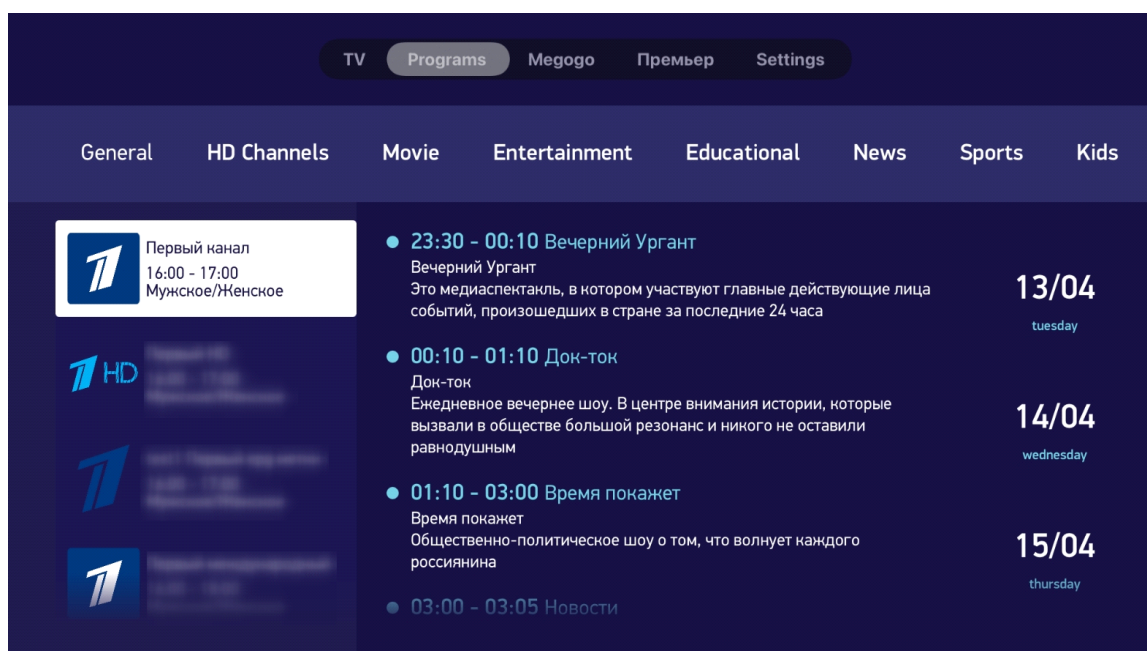 TV Programs Megogo Премьер Settings
General HD Channels Movie Entertainment Educational News Sports Kids
Первый канал
16:00 - 17:00
Мужское/Женское
HD
23:30 - 00:10 Вечерний Ургант
Вечерний Ургант
Это медиаспектакль, в котором участвуют главные действующие лица
событий, произошедших в стране за последние 24 часа
00:10 - 01:10 Док-ток
Док-ток
Ежедневное вечернее шоу. В центре внимания истории, которые
вызвали в обществе большой резонанс и никого не оставили
равнодушным
01:10 - 03:00 Время покажет
Время покажет
Общественно-политическое шоу о том, что волнует каждого
россиянина
03:00 - 03:05 Новости
13/04
tuesday
14/04
wednesday
15/04
thursday